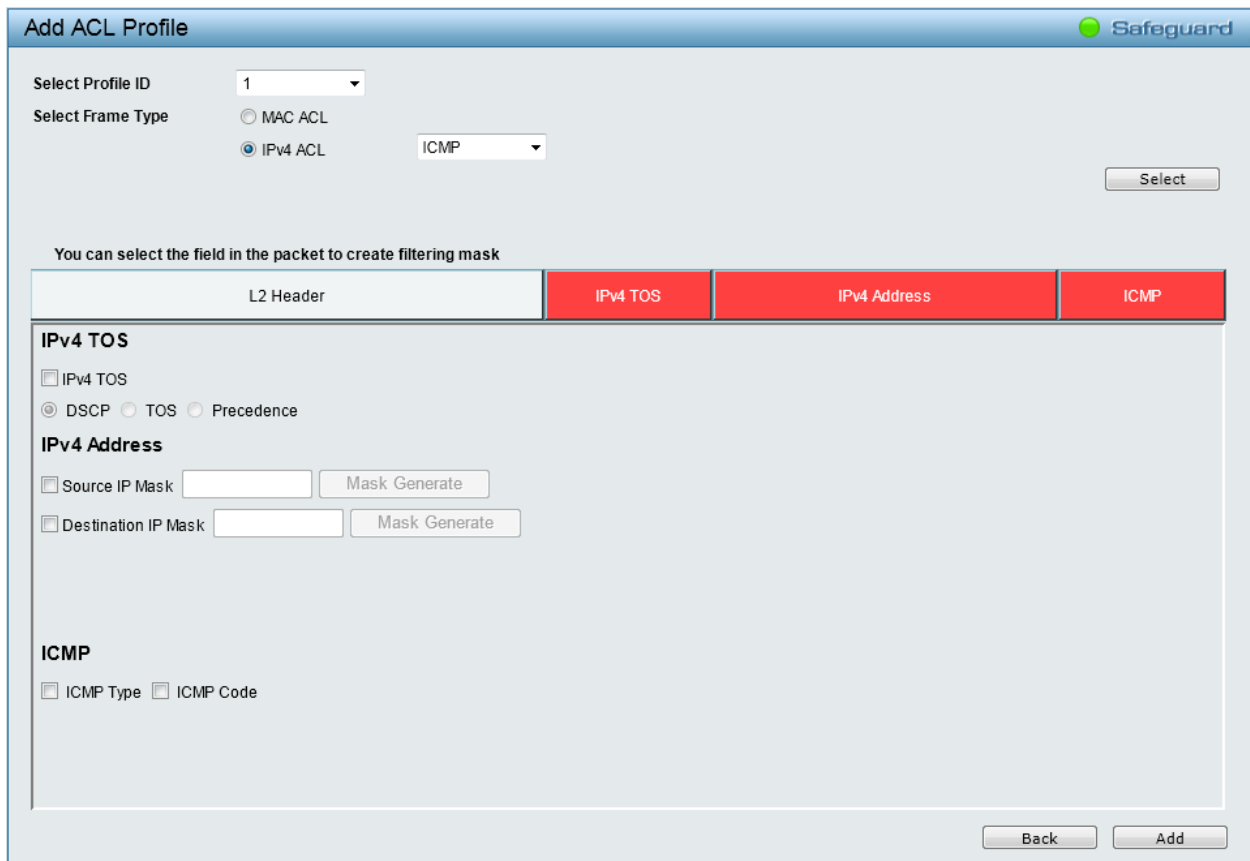 Add ACL Profile
Safeguard
Select Profile ID
1
Select Frame Type
MAC ACL
IPv4 ACL
ICMP
Select
You can select the field in the packet to create filtering mask
L2 Header
IPv4 TOS
IPv4 Address
ICMP
IPv4 TOS
IPv4 TOS
DSCP TOS Precedence
IPv4 Address
Source IP Mask Mask Generate
Destination IP Mask Mask Generate
ICMP
ICMP Type ICMP Code
Back
Add